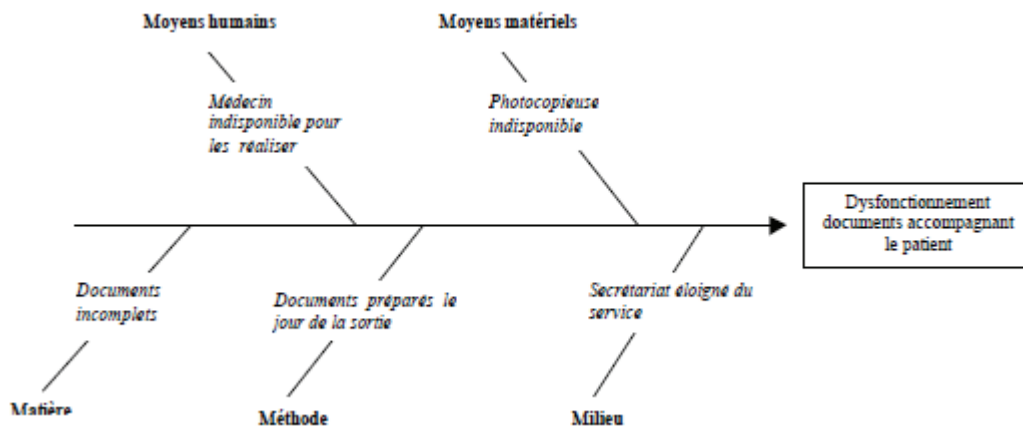 Moyens humains
Moyens matériels
Médecin
indisponible pour
les réaliser
Photocopieuse
indisponible
Dysfonctionnement
documents accompagnant
le patient
Documents
incomplets
Documents préparés le
jour de la sortie
Secrétariat éloigné du
service
Matière
Méthode
Milieu